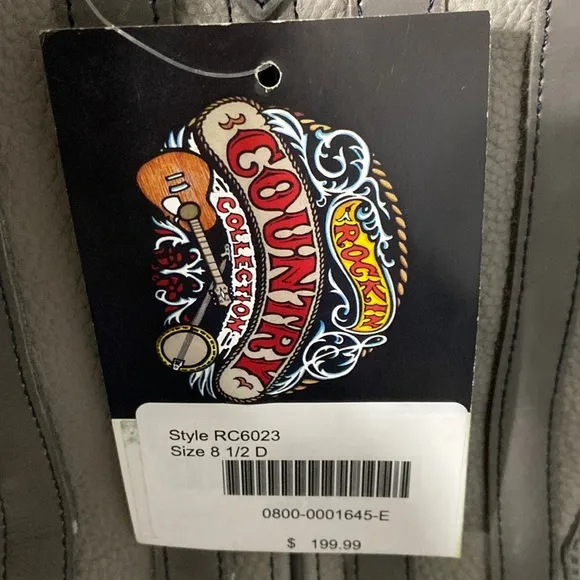 ROCKIN
COUNTRY
COLLECTION
Style RC6023
Size 8 1/2 D
0800-0001645-E
$ 199.99